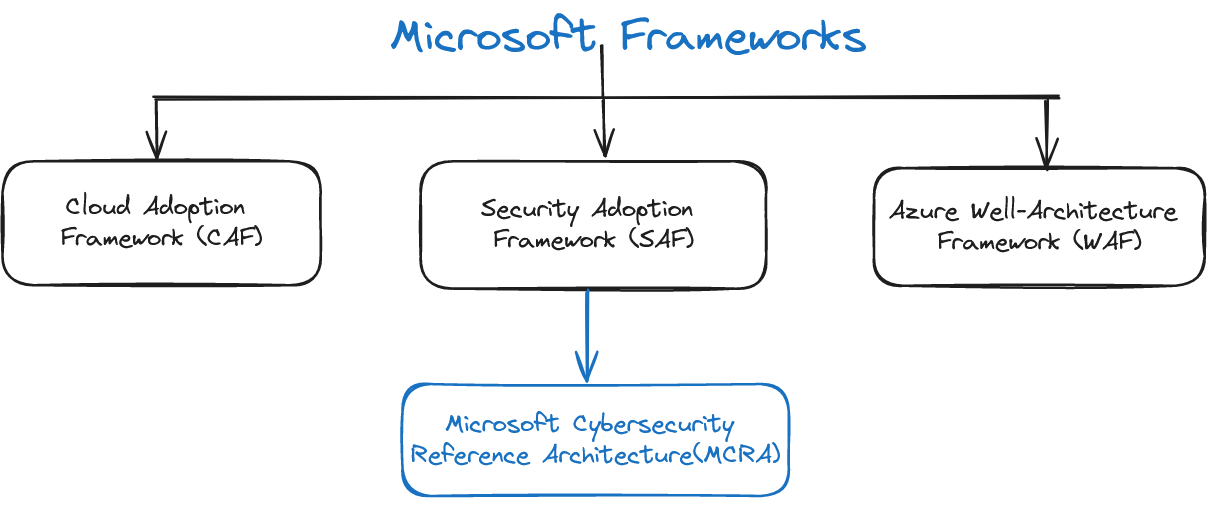 Microsoft Frameworks
Cloud Adoption
Framework (CAF)
Security Adoption
Framework (SAF)
Azure Well-Architecture
Framework (WAF)
Microsoft Cybersecurity
Reference Architecture(MCRA)